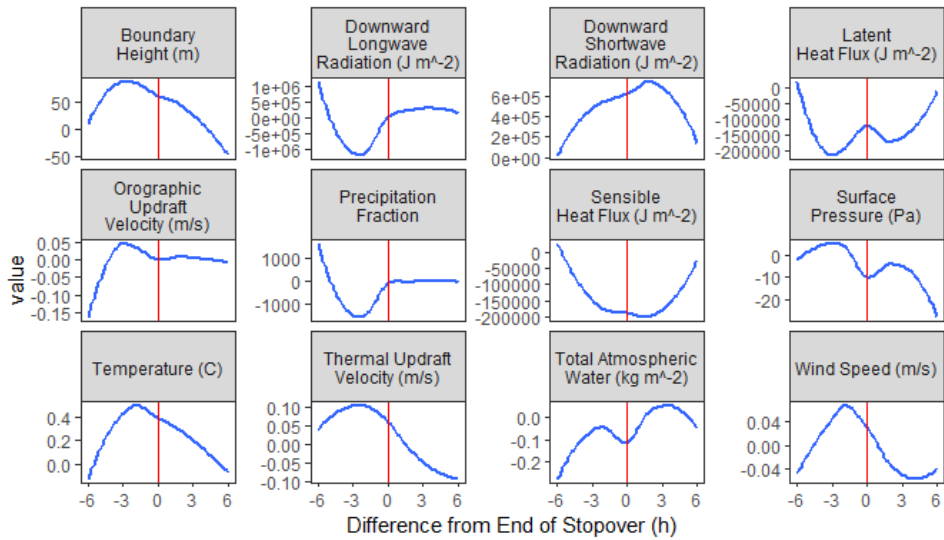 Boundary
Height (m)
Downward
Longwave
Radiation (J m^-2)
Downward
Shortwave
Radiation (J m^-2)
Latent
Heat Flux (J m^-2)
50
0
-50
1e+06
5e+05
0e+00
-5e+05
-1e+06
6e+05
4e+05
2e+05
0e+00
0
-50000
-100000
-150000
-200000
Orographic
Updraft
Velocity (m/s)
Precipitation
Fraction
Sensible
Heat Flux (J m^-2)
Surface
Pressure (Pa)
value
0.05
0.00
-0.05
-0.10
-0.15
1000
0
-1000
0
-50000
-100000
-150000
-200000
0
-10
-20
Temperature (C)
Thermal Updraft
Velocity (m/s)
Total Atmospheric
Water (kg m^-2)
Wind Speed (m/s)
0.4
0.2
0.0
0.10
0.05
0.00
-0.05
-0.10
0.0
-0.1
-0.2
0.04
0.00
-0.04
-6 -3 0 3 6
-6 -3 0 3 6
-6 -3 0 3 6
-6 -3 0 3 6
Difference from End of Stopover (h)